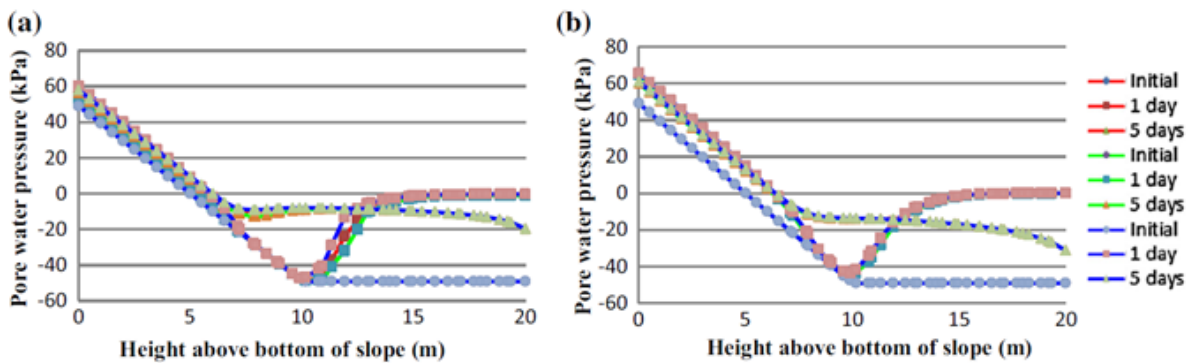 (a)
Pore water pressure (kPa)
80
60
40
20
0
-20
-40
-60
0 5 10 15 20
Height above bottom of slope (m)
(b)
Pore water pressure (kPa)
80
60
40
20
0
-20
-40
-60
0 5 10 15 20
Height above bottom of slope (m)
Initial
1 day
5 days
Initial
1 day
5 days
Initial
1 day
5 days